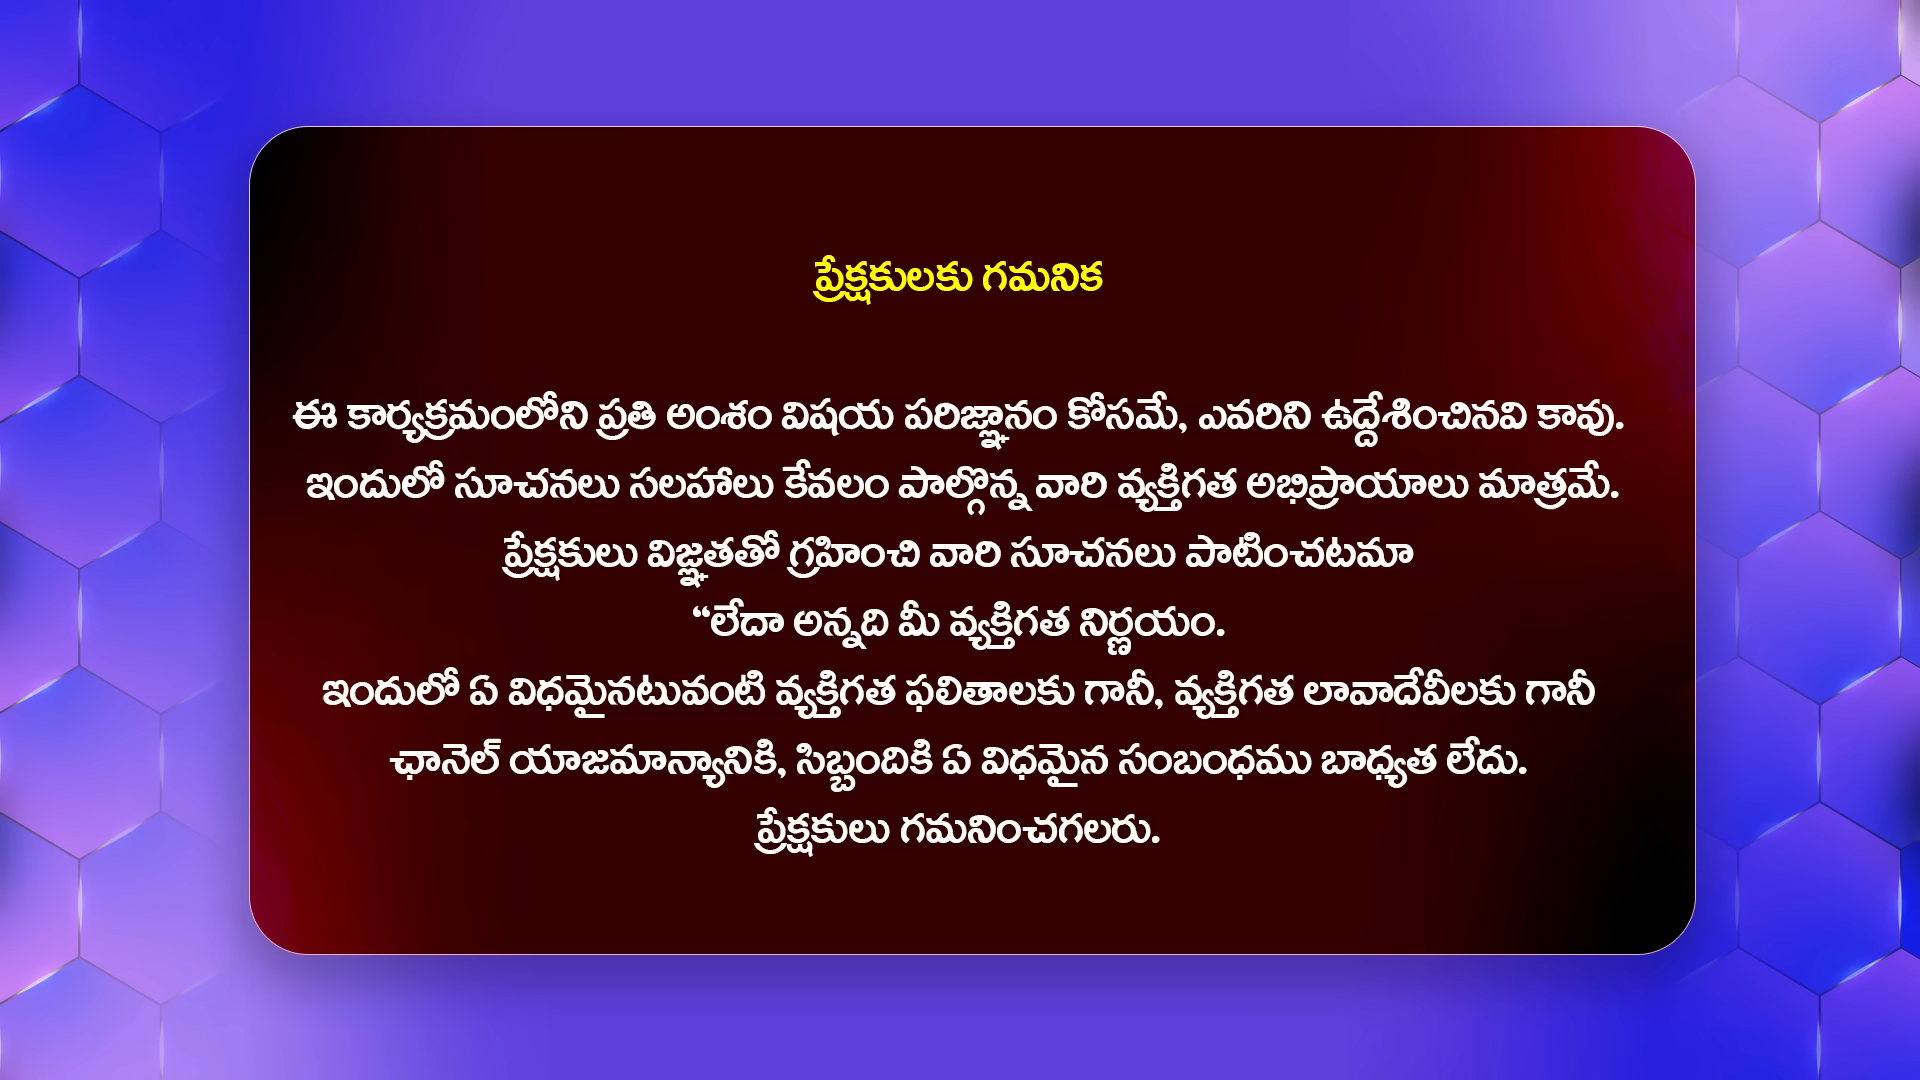 ప్రేక్షకులకు గమనిక
ఈ కార్యక్రమంలోని ప్రతి అంశం విషయ పరిజ్ఞానం కోసమే, ఎవరిని ఉద్దేశించినవి కావు.
ఇందులో సూచనలు సలహాలు కేవలం పాల్గొన్న వారి వ్యక్తిగత అభిప్రాయాలు మాత్రమే.
ప్రేక్షకులు విజ్ఞతతో గ్రహించి వారి సూచనలు పాటించటమా
“లేదా అన్నది మీ వ్యక్తిగత నిర్ణయం.
ఇందులో ఏ విధమైనటువంటి వ్యక్తిగత ఫలితాలకు గానీ, వ్యక్తిగత లావాదేవీలకు గానీ
ఛానెల్ యాజమాన్యానికి, సిబ్బందికి ఏ విధమైన సంబంధము బాధ్యత లేదు.
ప్రేక్షకులు గమనించగలరు.